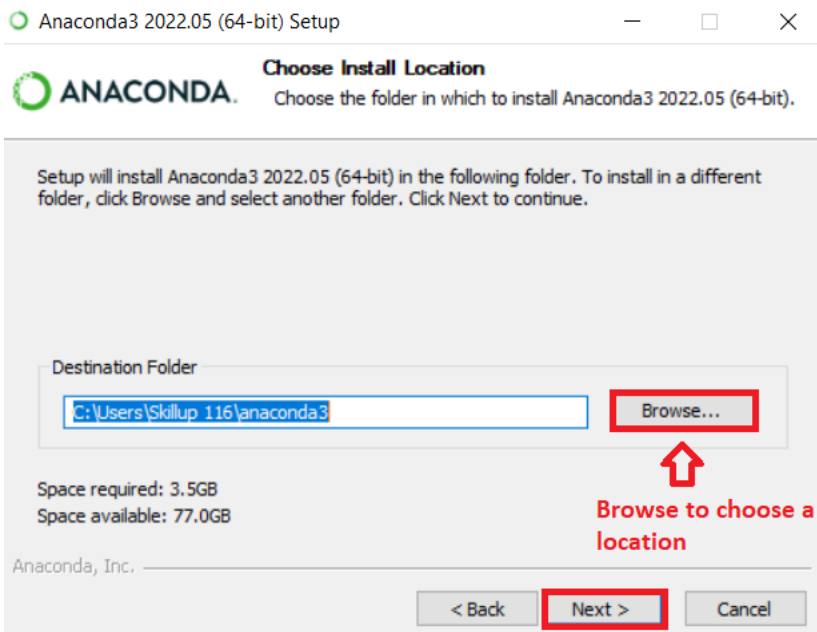 Anaconda3 2022.05 (64-bit) Setup
ANACONDA.
Choose Install Location
Choose the folder in which to install Anaconda3 2022.05 (64-bit).
Setup will install Anaconda3 2022.05 (64-bit) in the following folder. To install in a different
folder, click Browse and select another folder. Click Next to continue.
Destination Folder
C:\Users\Skillup 116\anaconda3
Browse...
Space required: 3.5GB
Space available: 77.0GB
Browse to choose a
location
Anaconda, Inc.
< Back
Next >
Cancel